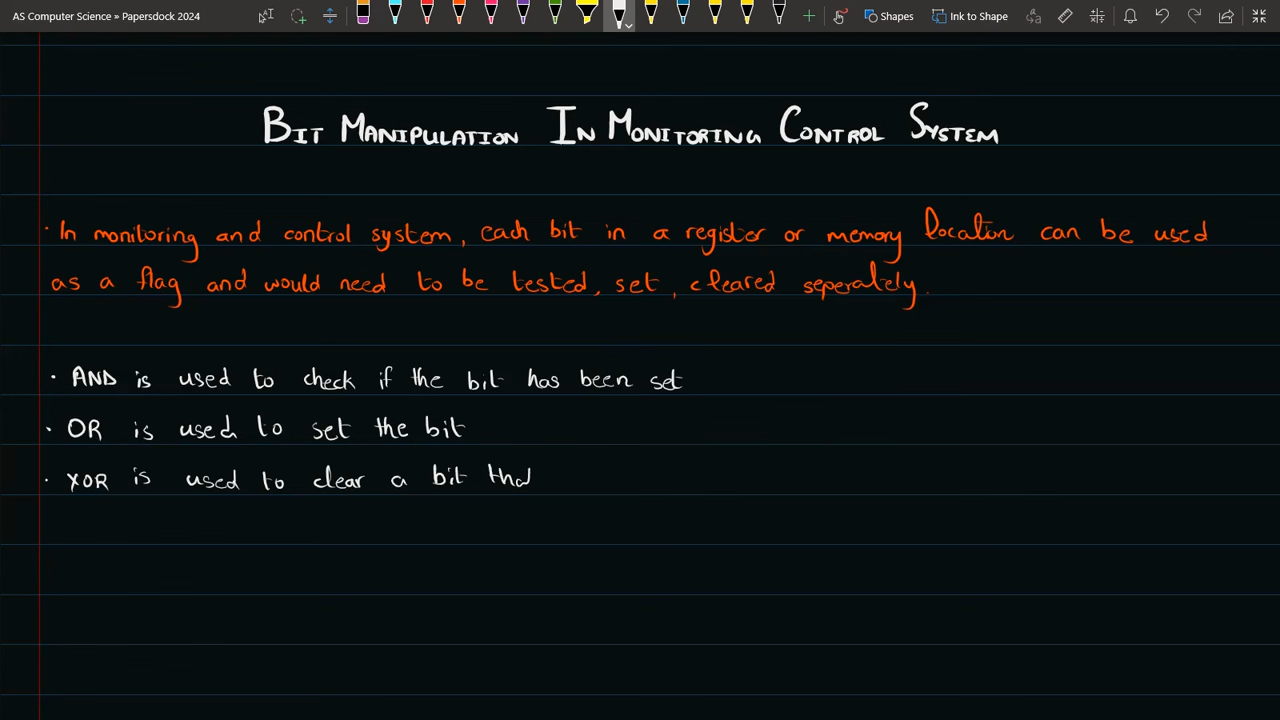 AS Computer Science » Papersdock 2024
Shapes
Ink to Shape
BIT MANIPULATION IN MONITORING CONTROL SYSTEM
· In monitoring and control system, each bit in a register or memory location can be used
as a flag and would need to be tested, set, cleared seperately.
· AND is used to check if the bit has been set
· OR is used to set the bit
· XOR is used to clear a bit tha